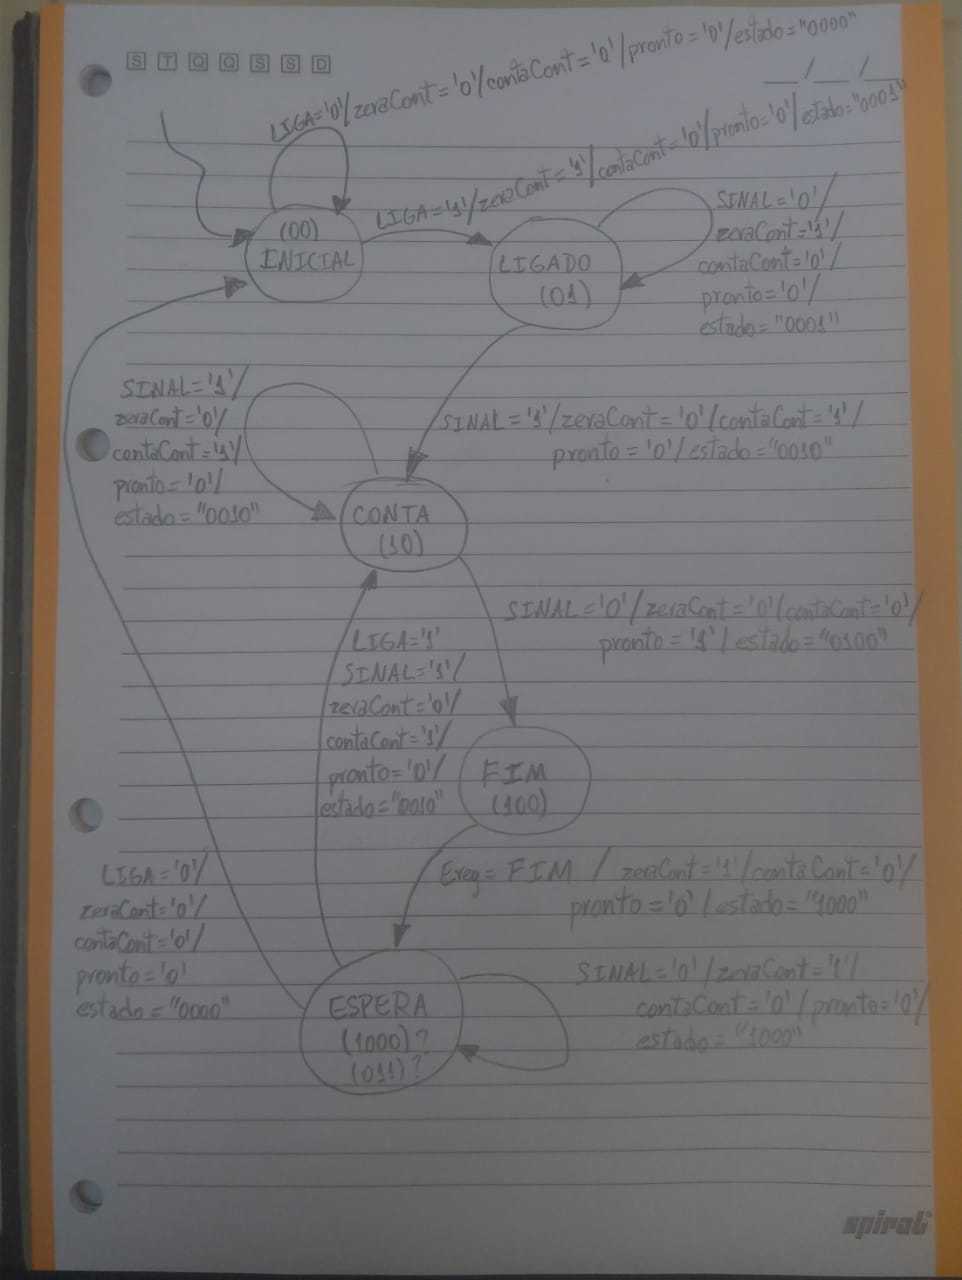 S T Q Q S S D
LIGA='0'/zeraCont='0'/contaCont='0'/pronto='0'/estado="0000"
__/__/__
LIGA='1'/zeraCont='1'/contaCont='0'/pronto='0'/estado="0001"
(00)
INICIAL
LIGADO
(01)
SINAL='0'/
zeraCont='1'/
contaCont='0'/
pronto='0'/
estado="0001"
SINAL='1'/
zeraCont='0'/
contaCont='1'/
pronto='0'/
estado="0010"
SINAL='1'/zeraCont='0'/contaCont='1'/
pronto='0'/estado="0010"
CONTA
(10)
SINAL='0'/zeraCont='0'/contaCont='0'/
pronto='1'/estado="0100"
LIGA='1'
SINAL='1'/
zeraCont='0'/
contaCont='1'/
pronto='0'/
estado="0010"
FIM
(100)
Ereg=FIM / zeraCont='1'/contaCont='0'/
pronto='0'/estado="1000"
LIGA='0'/
zeraCont='0'/
contaCont='0'/
pronto='0'
estado="0000"
ESPERA
(1000)?
(011)?
SINAL='0'/zeraCont='1'/
contaCont='0'/pronto='0'/
estado="1000"
spiral